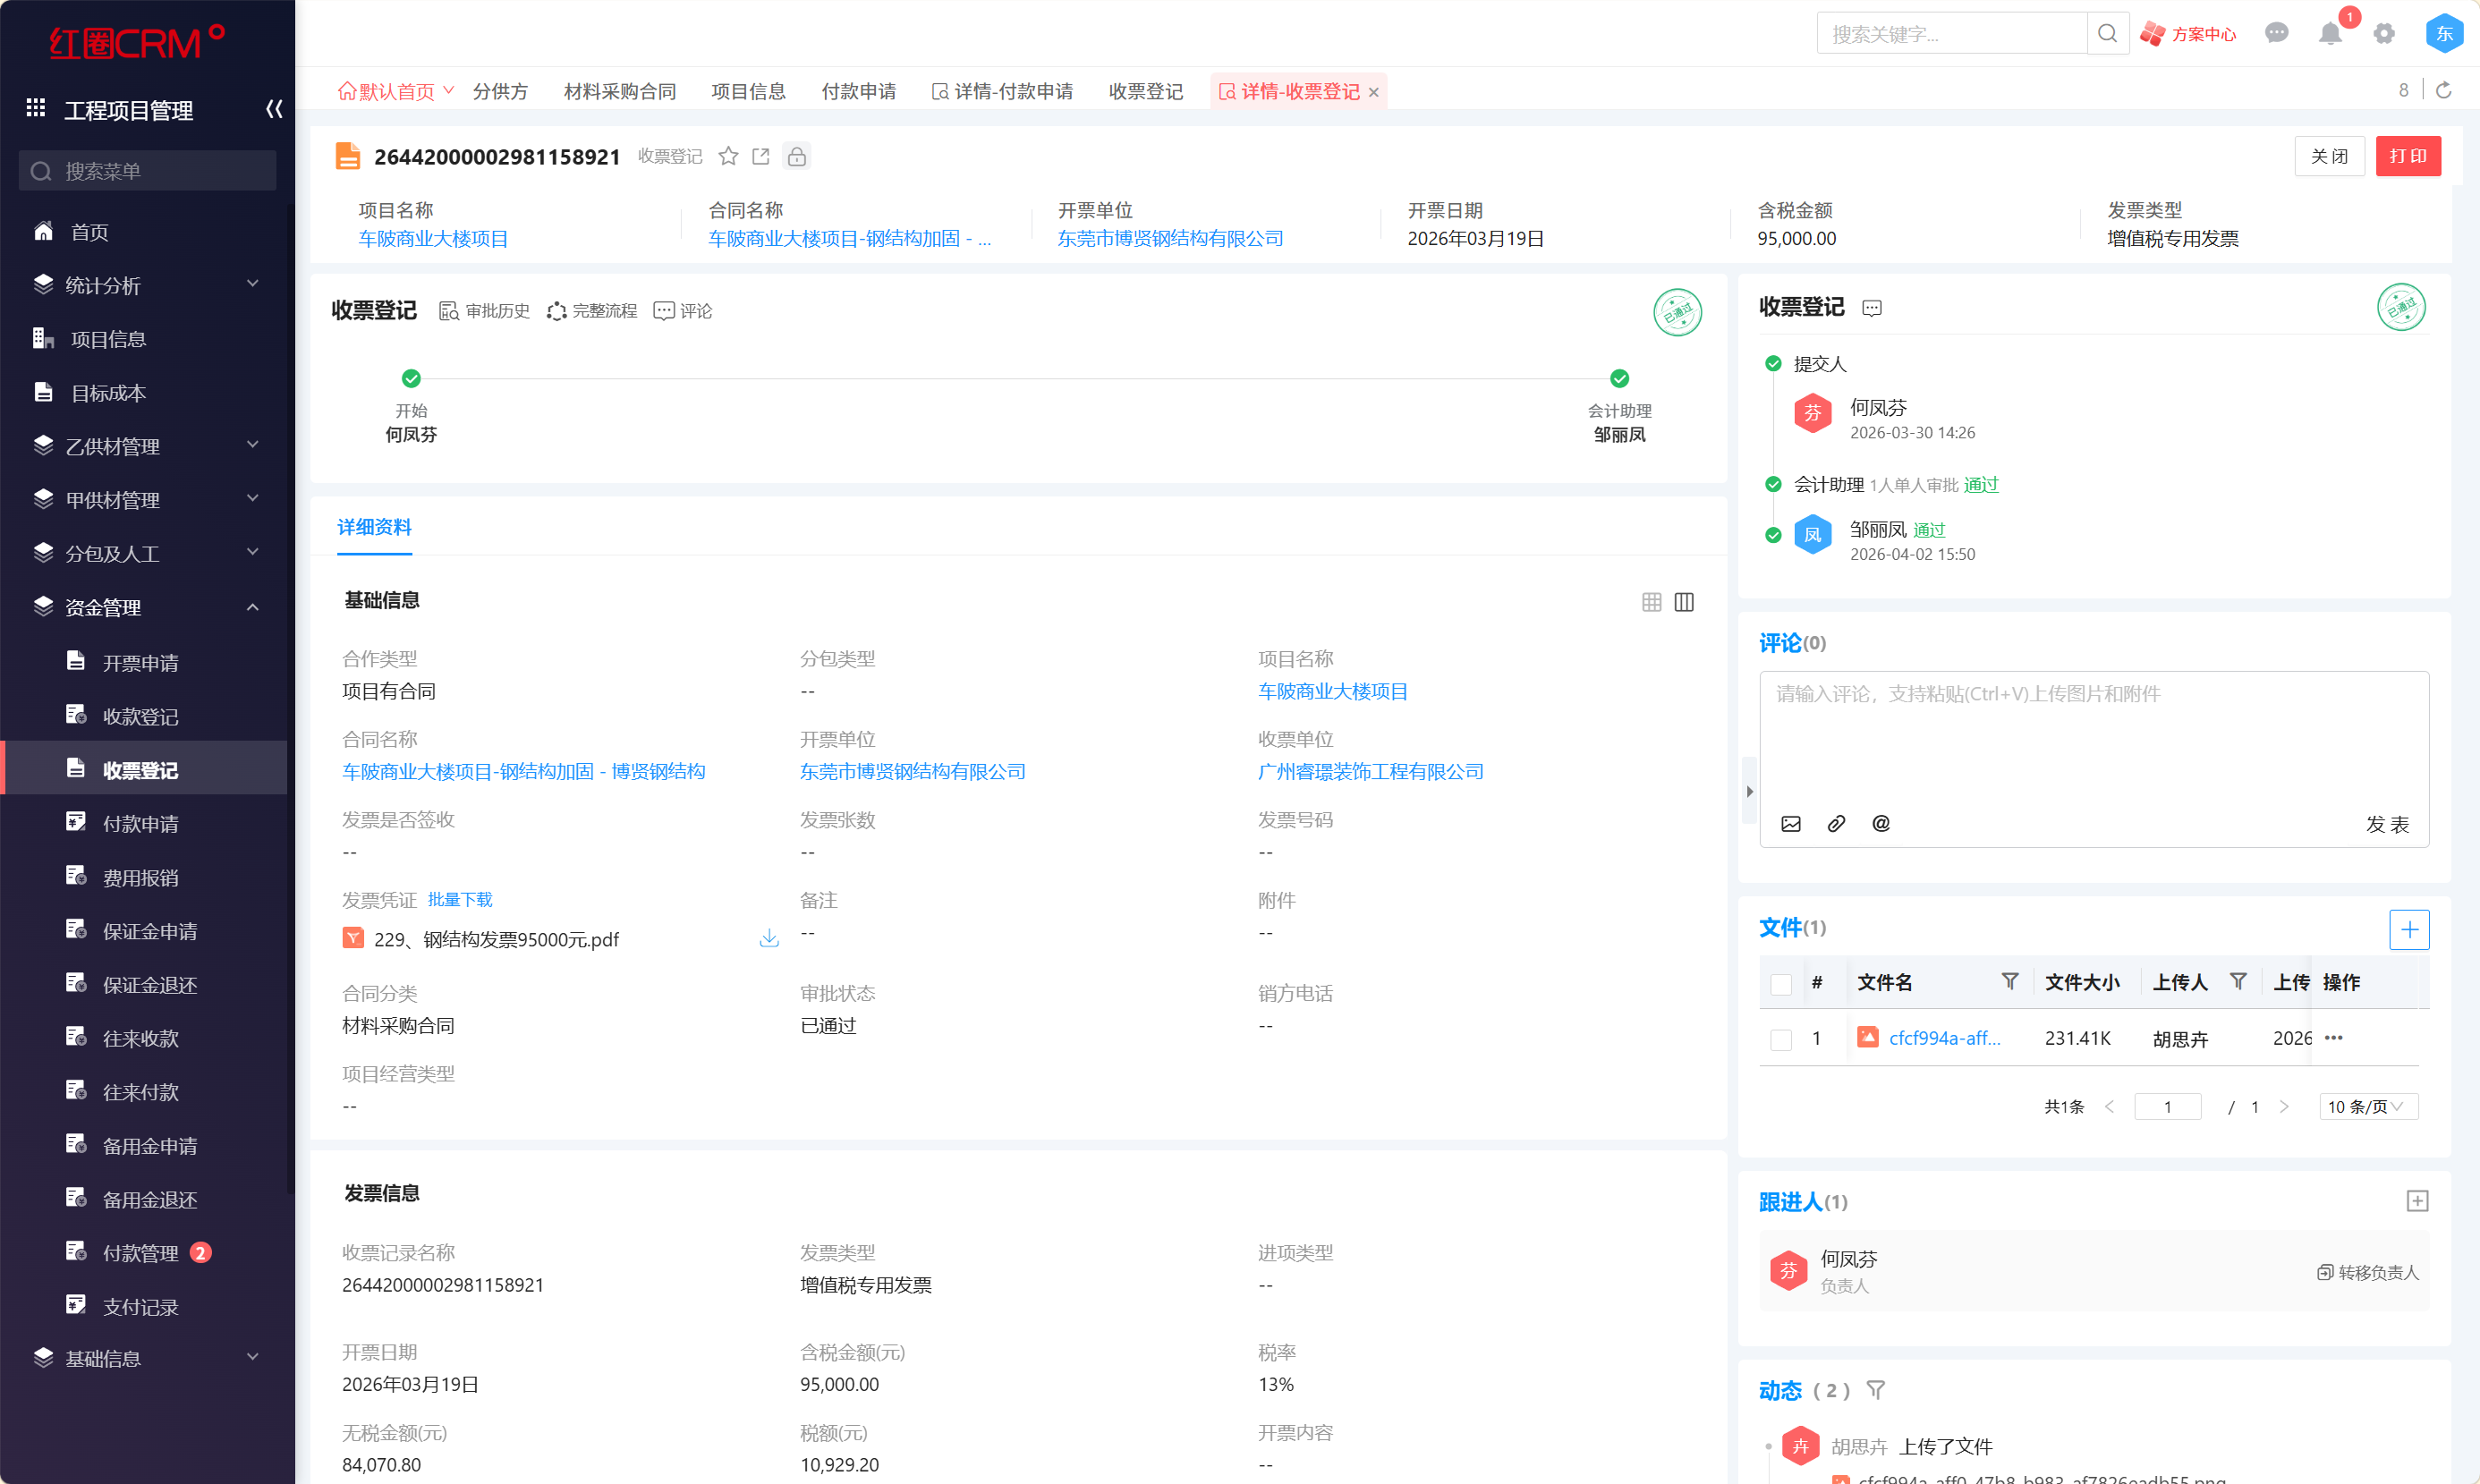 红圈CRM
工程项目管理
搜索菜单
首页
统计分析
项目信息
目标成本
乙供材管理
甲供材管理
分包及人工
资金管理
开票申请
收款登记
收票登记
付款申请
费用报销
保证金申请
保证金退还
往来收款
往来付款
备用金申请
备用金退还
付款管理 2
支付记录
基础信息
搜索关键字...
方案中心
1
东
默认首页 分供方 材料采购合同 项目信息 付款申请 详情-付款申请 收票登记 详情-收票登记 × 8
26442000002981158921 收票登记
关 闭 打 印
项目名称 合同名称 开票单位 开票日期 含税金额 发票类型
车陂商业大楼项目 车陂商业大楼项目-钢结构加固 - ... 东莞市博贤钢结构有限公司 2026年03月19日 95,000.00 增值税专用发票
收票登记 审批历史 完整流程 评论
已通过
开始 会计助理
何凤芬 邹丽凤
详细资料
基础信息
合作类型 分包类型 项目名称
项目有合同 -- 车陂商业大楼项目
合同名称 开票单位 收票单位
车陂商业大楼项目-钢结构加固 - 博贤钢结构 东莞市博贤钢结构有限公司 广州睿璟装饰工程有限公司
发票是否签收 发票张数 发票号码
-- -- --
发票凭证 批量下载 备注 附件
229、钢结构发票95000元.pdf -- --
合同分类 审批状态 销方电话
材料采购合同 已通过 --
项目经营类型
--
发票信息
收票记录名称 发票类型 进项类型
26442000002981158921 增值税专用发票 --
开票日期 含税金额(元) 税率
2026年03月19日 95,000.00 13%
无税金额(元) 税额(元) 开票内容
84,070.80 10,929.20 --
收票登记
已通过
提交人
芬 何凤芬
2026-03-30 14:26
会计助理 1人单人审批 通过
凤 邹丽凤 通过
2026-04-02 15:50
评论(0)
请输入评论，支持粘贴(Ctrl+V)上传图片和附件
@ 发 表
文件(1)
# 文件名 文件大小 上传人 上传 操作
1 cfcf994a-aff... 231.41K 胡思卉 2026 •••
共1条 < 1 / 1 > 10 条/页
跟进人(1)
芬 何凤芬
负责人
转移负责人
动态 ( 2 )
卉 胡思卉 上传了文件
cfcf994a-aff0-47b8-b983-af7826eadb55.png